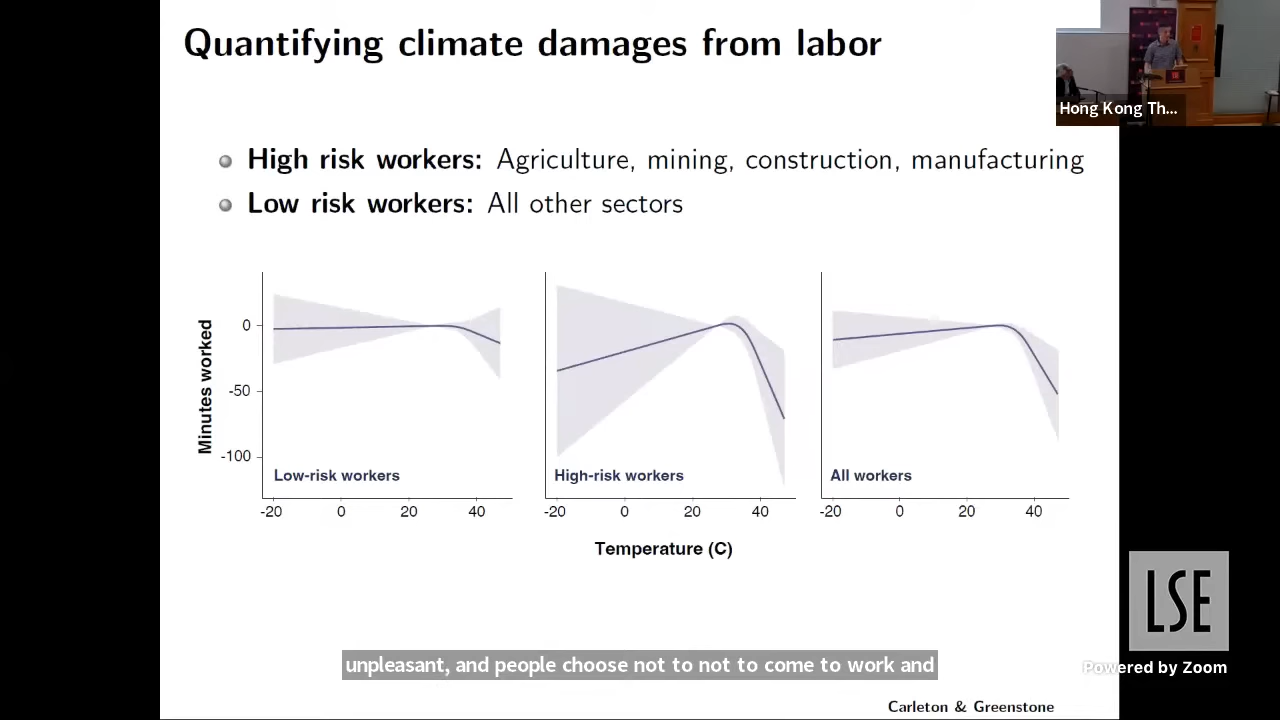 Quantifying climate damages from labor
Hong Kong Th...
High risk workers: Agriculture, mining, construction, manufacturing
Low risk workers: All other sectors
Minutes worked
0
-50
-100
Low-risk workers
High-risk workers
All workers
-20 0 20 40
-20 0 20 40
-20 0 20 40
Temperature (C)
LSE
unpleasant, and people choose not to not to come to work and
Powered by Zoom
Carleton & Greenstone